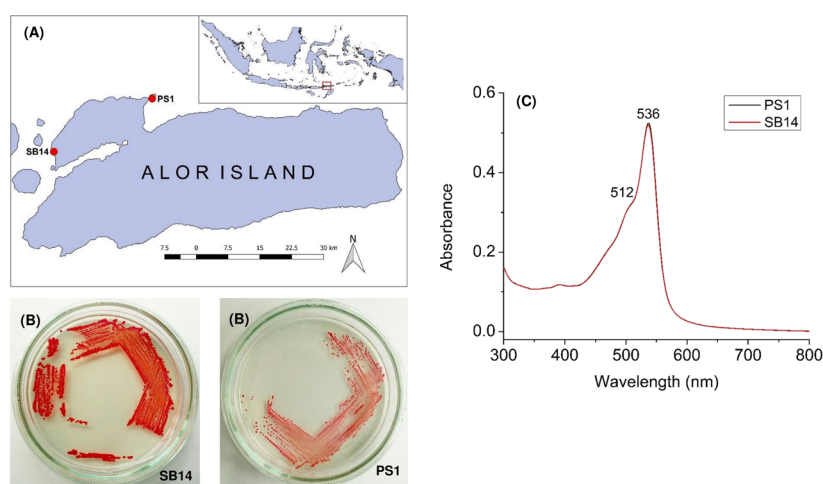 (A)
PS1
SB14
ALOR ISLAND
7.5 0 7.5 15 22.5 30 km
N
(B)
SB14
(B)
PS1
(C)
PS1
SB14
536
512
0.6
0.4
0.2
0.0
Absorbance
300 400 500 600 700 800
Wavelength (nm)